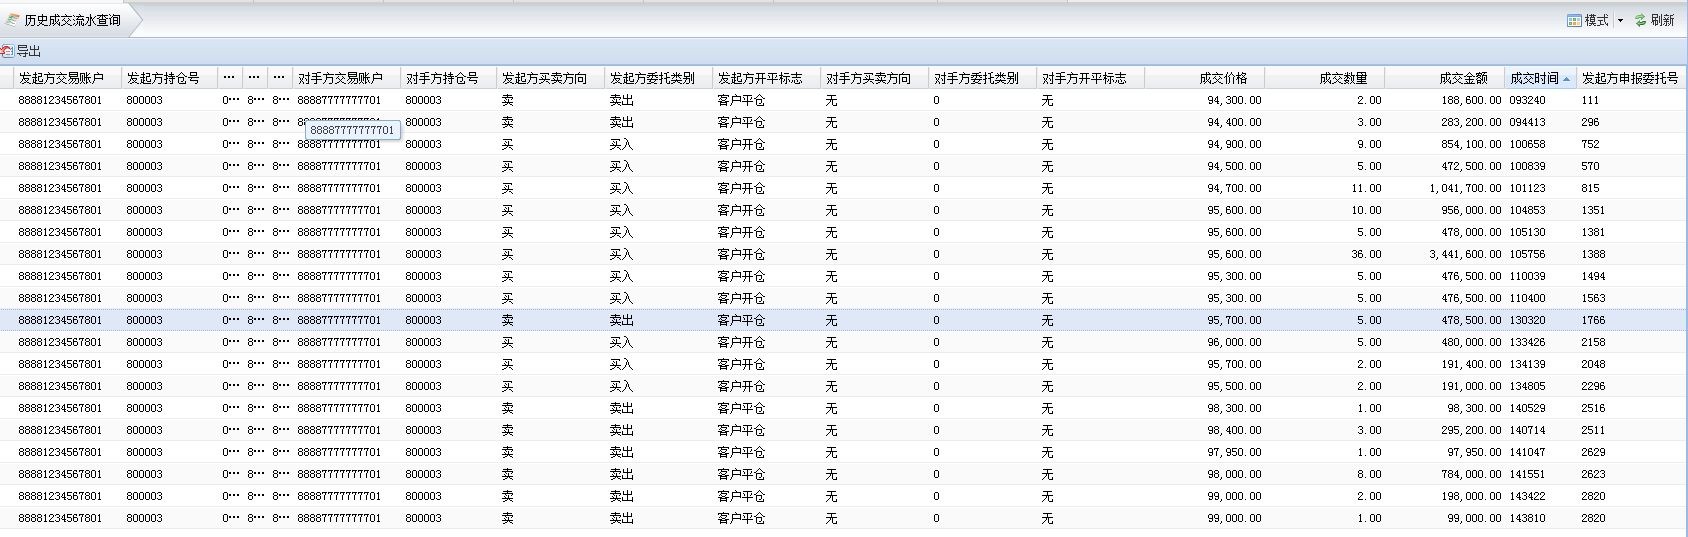 历史成交流水查询 模式 刷新
导出
发起方交易账户 发起方持仓号 ··· ··· ··· 对手方交易账户 对手方持仓号 发起方买卖方向 发起方委托类别 发起方开平标志 对手方买卖方向 对手方委托类别 对手方开平标志 成交价格 成交数量 成交金额 成交时间 发起方申报委托号
88881234567801 800003 0··· 8··· 8··· 88887777777701 800003 卖 卖出 客户平仓 无 0 无 94,300.00 2.00 188,600.00 093240 111
88881234567801 800003 0··· 8··· 8··· 88887777777701 800003 卖 卖出 客户平仓 无 0 无 94,400.00 3.00 283,200.00 094413 296
88887777777701
88881234567801 800003 0··· 8··· 8··· 88887777777701 800003 买 买入 客户开仓 无 0 无 94,900.00 9.00 854,100.00 100658 752
88881234567801 800003 0··· 8··· 8··· 88887777777701 800003 买 买入 客户开仓 无 0 无 94,500.00 5.00 472,500.00 100839 570
88881234567801 800003 0··· 8··· 8··· 88887777777701 800003 买 买入 客户开仓 无 0 无 94,700.00 11.00 1,041,700.00 101123 815
88881234567801 800003 0··· 8··· 8··· 88887777777701 800003 买 买入 客户开仓 无 0 无 95,600.00 10.00 956,000.00 104853 1351
88881234567801 800003 0··· 8··· 8··· 88887777777701 800003 买 买入 客户开仓 无 0 无 95,600.00 5.00 478,000.00 105130 1381
88881234567801 800003 0··· 8··· 8··· 88887777777701 800003 买 买入 客户开仓 无 0 无 95,600.00 36.00 3,441,600.00 105756 1388
88881234567801 800003 0··· 8··· 8··· 88887777777701 800003 买 买入 客户开仓 无 0 无 95,300.00 5.00 476,500.00 110039 1494
88881234567801 800003 0··· 8··· 8··· 88887777777701 800003 买 买入 客户开仓 无 0 无 95,300.00 5.00 476,500.00 110400 1563
88881234567801 800003 0··· 8··· 8··· 88887777777701 800003 卖 卖出 客户平仓 无 0 无 95,700.00 5.00 478,500.00 130320 1766
88881234567801 800003 0··· 8··· 8··· 88887777777701 800003 买 买入 客户开仓 无 0 无 96,000.00 5.00 480,000.00 133426 2158
88881234567801 800003 0··· 8··· 8··· 88887777777701 800003 买 买入 客户开仓 无 0 无 95,700.00 2.00 191,400.00 134139 2048
88881234567801 800003 0··· 8··· 8··· 88887777777701 800003 买 买入 客户开仓 无 0 无 95,500.00 2.00 191,000.00 134805 2296
88881234567801 800003 0··· 8··· 8··· 88887777777701 800003 卖 卖出 客户平仓 无 0 无 98,300.00 1.00 98,300.00 140529 2516
88881234567801 800003 0··· 8··· 8··· 88887777777701 800003 卖 卖出 客户平仓 无 0 无 98,400.00 3.00 295,200.00 140714 2511
88881234567801 800003 0··· 8··· 8··· 88887777777701 800003 卖 卖出 客户平仓 无 0 无 97,950.00 1.00 97,950.00 141047 2629
88881234567801 800003 0··· 8··· 8··· 88887777777701 800003 卖 卖出 客户平仓 无 0 无 98,000.00 8.00 784,000.00 141551 2623
88881234567801 800003 0··· 8··· 8··· 88887777777701 800003 卖 卖出 客户平仓 无 0 无 99,000.00 2.00 198,000.00 143422 2820
88881234567801 800003 0··· 8··· 8··· 88887777777701 800003 卖 卖出 客户平仓 无 0 无 99,000.00 1.00 99,000.00 143810 2820